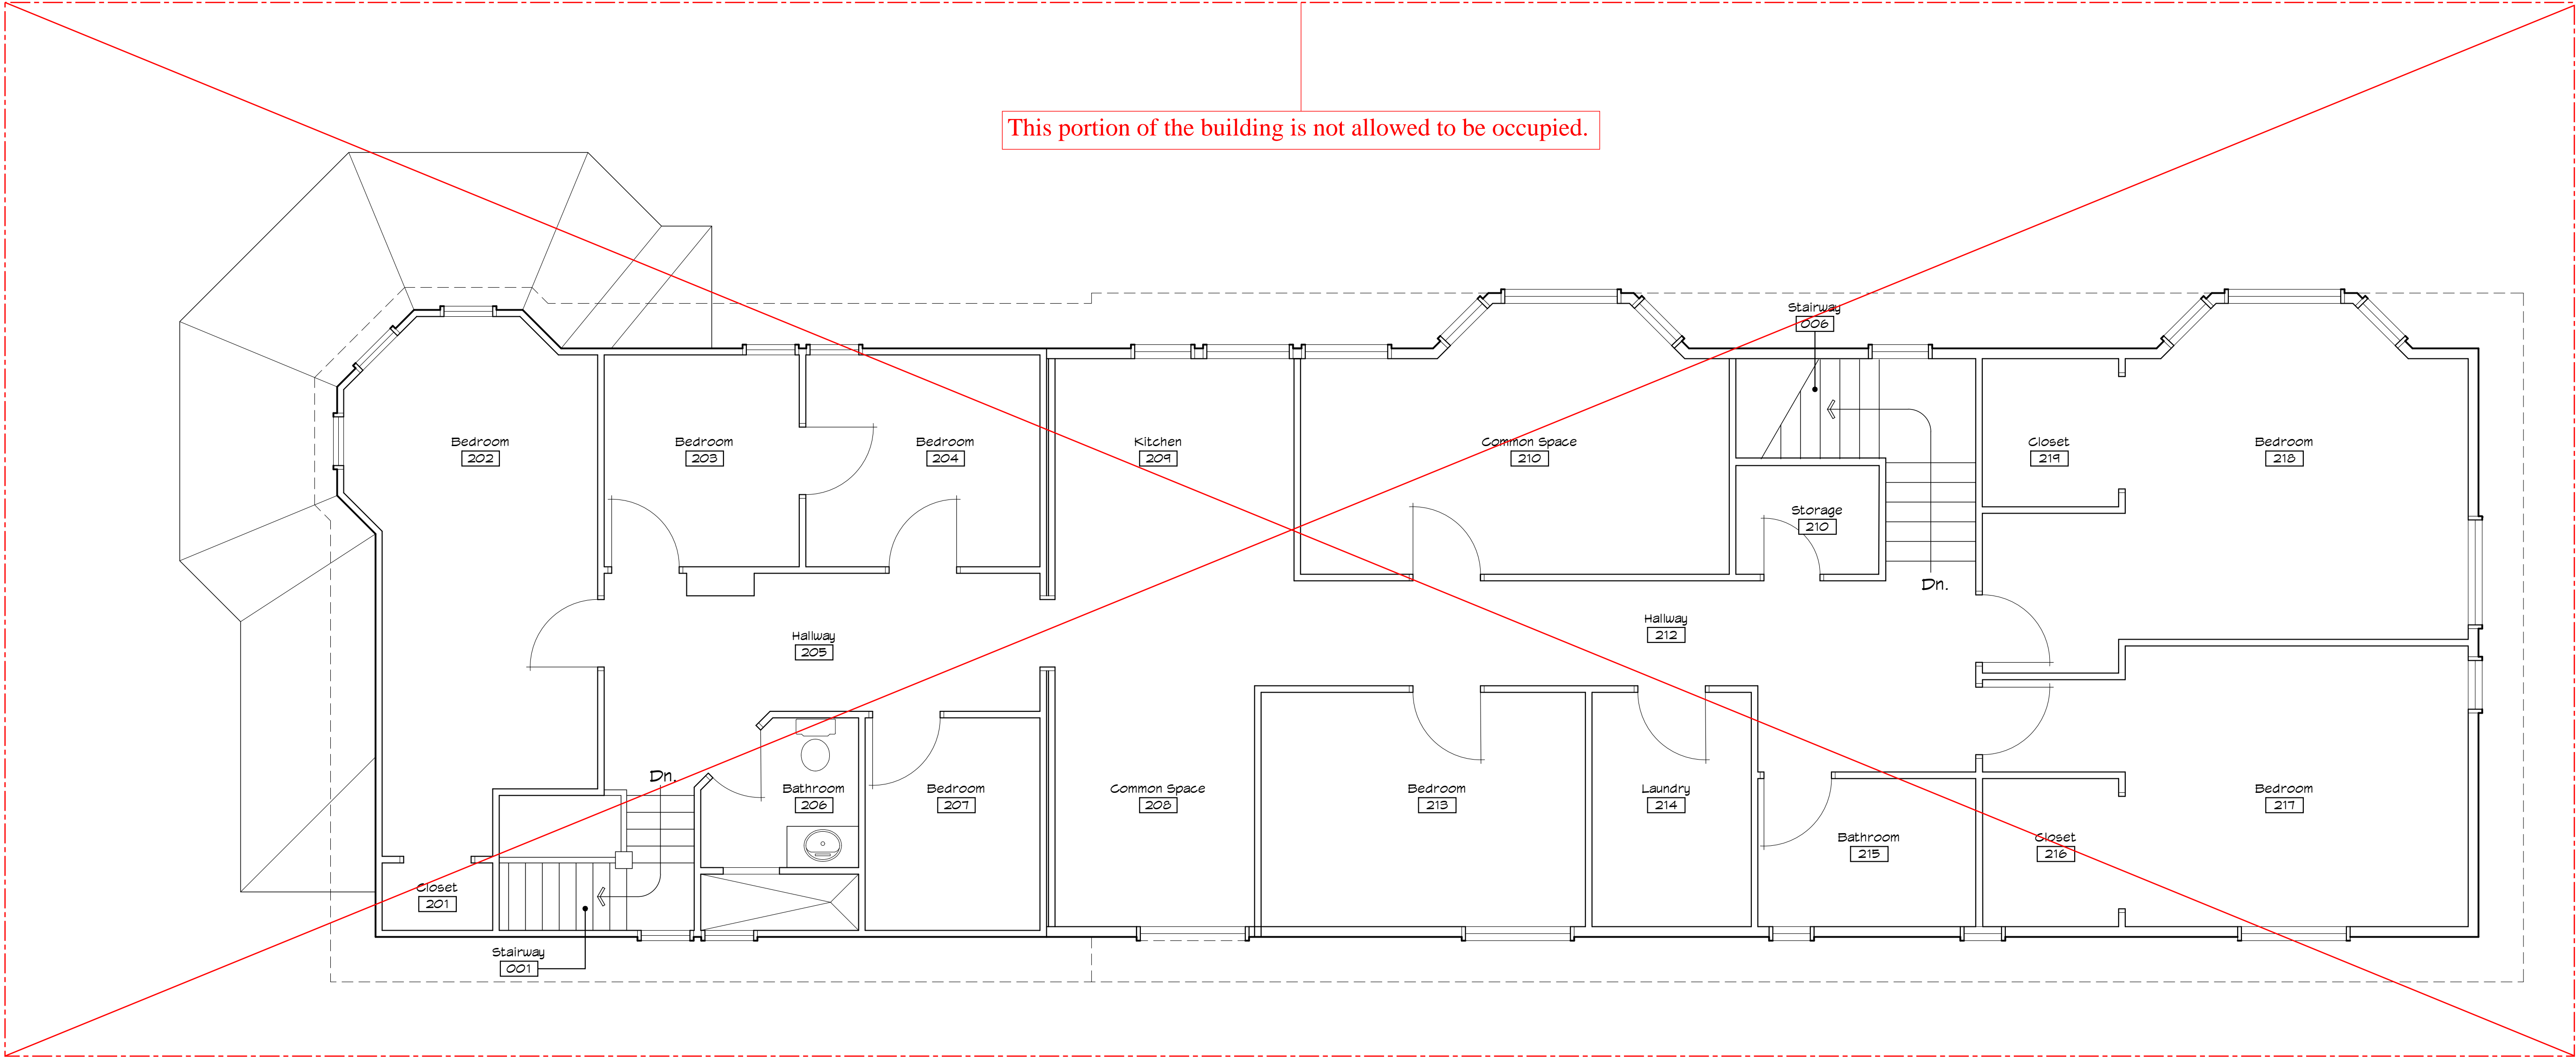 This portion of the building is not allowed to be occupied.
Stairway
006
Bedroom
202
Bedroom
203
Bedroom
204
Kitchen
209
Common Space
210
Closet
219
Bedroom
218
Storage
210
Dn.
Hallway
205
Hallway
212
Dn.
Bathroom
206
Bedroom
207
Common Space
208
Bedroom
213
Laundry
214
Bedroom
217
Bathroom
215
Closet
216
Closet
201
Stairway
001